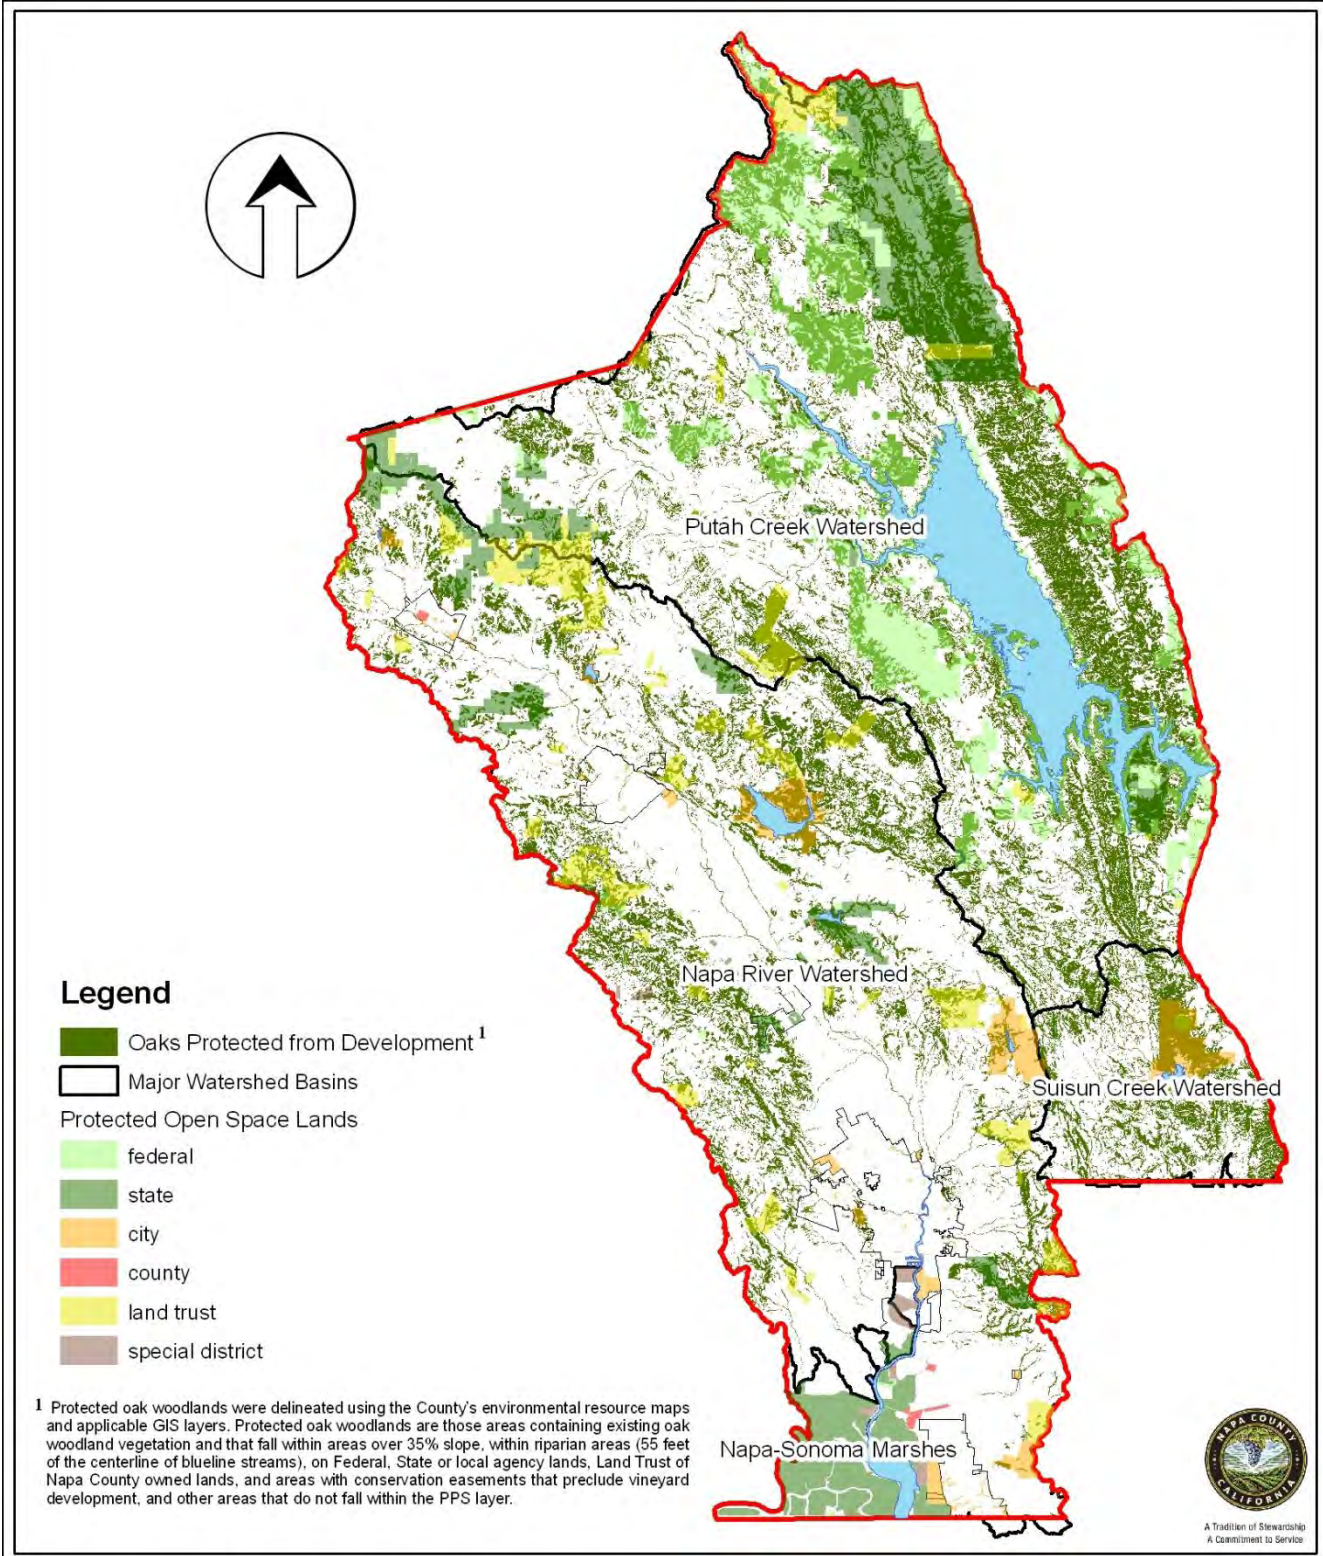 Putah Creek Watershed
Napa River Watershed
Suisun Creek Watershed
Napa-Sonoma Marshes
Legend
Oaks Protected from Development 1
Major Watershed Basins
Protected Open Space Lands
federal
state
city
county
land trust
special district
1 Protected oak woodlands were delineated using the County's environmental resource maps
and applicable GIS layers. Protected oak woodlands are those areas containing existing oak
woodland vegetation and that fall within areas over 35% slope, within riparian areas (55 feet
of the centerline of blueline streams), on Federal, State or local agency lands, Land Trust of
Napa County owned lands, and areas with conservation easements that preclude vineyard
development, and other areas that do not fall within the PPS layer.
NAPA COUNTY
CALIFORNIA
A Tradition of Stewardship
A Commitment to Service